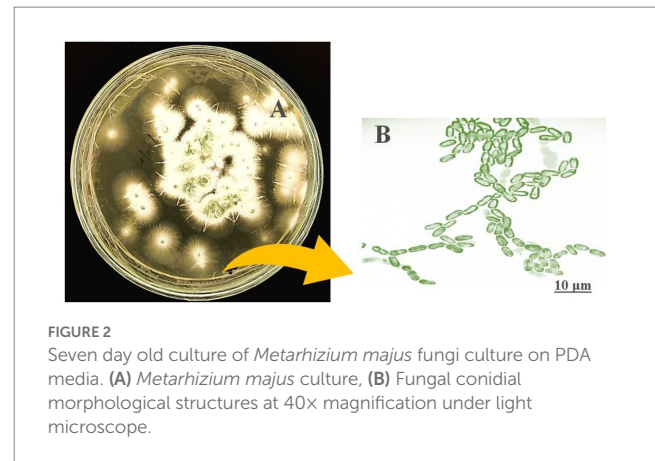 A
B
10 µm
FIGURE 2
Seven day old culture of Metarhizium majus fungi culture on PDA
media. (A) Metarhizium majus culture, (B) Fungal conidial
morphological structures at 40× magnification under light
microscope.